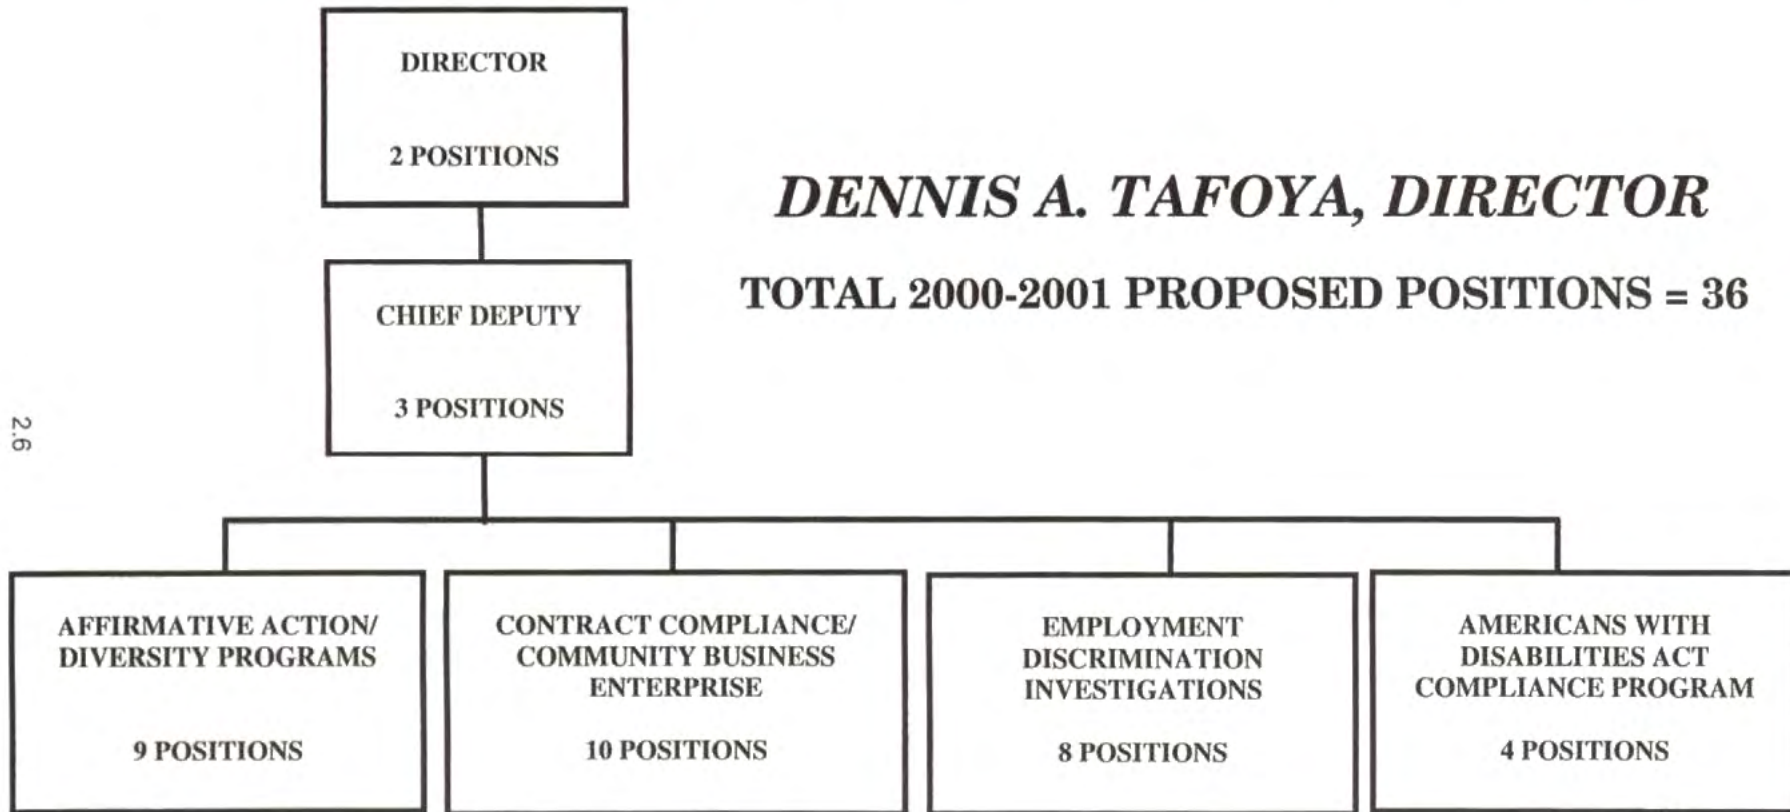 DIRECTOR
2 POSITIONS
DENNIS A. TAFOYA, DIRECTOR
TOTAL 2000-2001 PROPOSED POSITIONS = 36
CHIEF DEPUTY
3 POSITIONS
2.6
AFFIRMATIVE ACTION/
DIVERSITY PROGRAMS
9 POSITIONS
CONTRACT COMPLIANCE/
COMMUNITY BUSINESS
ENTERPRISE
10 POSITIONS
EMPLOYMENT
DISCRIMINATION
INVESTIGATIONS
8 POSITIONS
AMERICANS WITH
DISABILITIES ACT
COMPLIANCE PROGRAM
4 POSITIONS